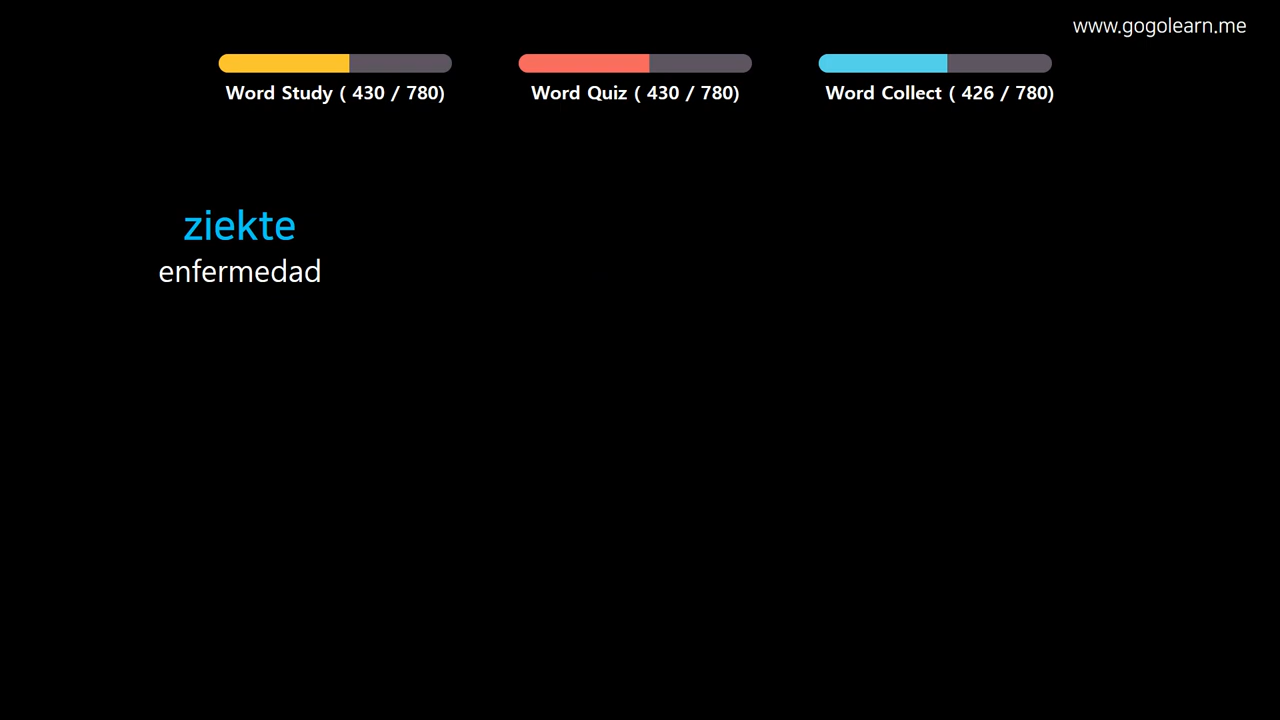 www.gogolearn.me
Word Study ( 430 / 780)
Word Quiz ( 430 / 780)
Word Collect ( 426 / 780)
ziekte
enfermedad